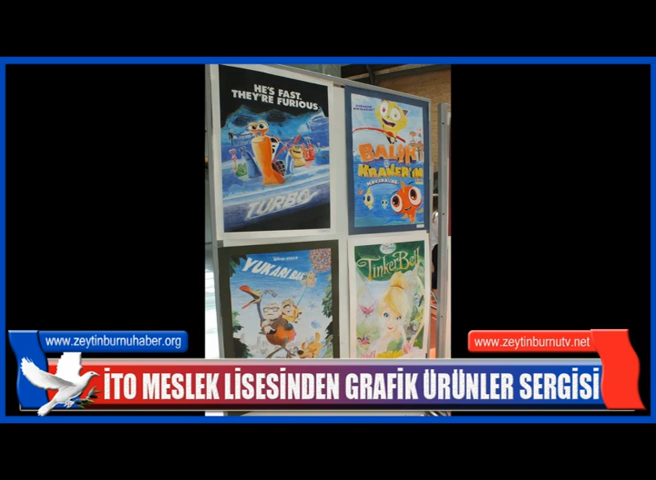 HE'S FAST.
THEY'RE FURIOUS.
TURBO
BALIK
KRAKER'İM
YUKARI BAK
Disney
TinkerBell
www.zeytinburnuhaber.org
www.zeytinburnutv.net
İTO MESLEK LİSESİNDEN GRAFİK ÜRÜNLER SERGİSİ